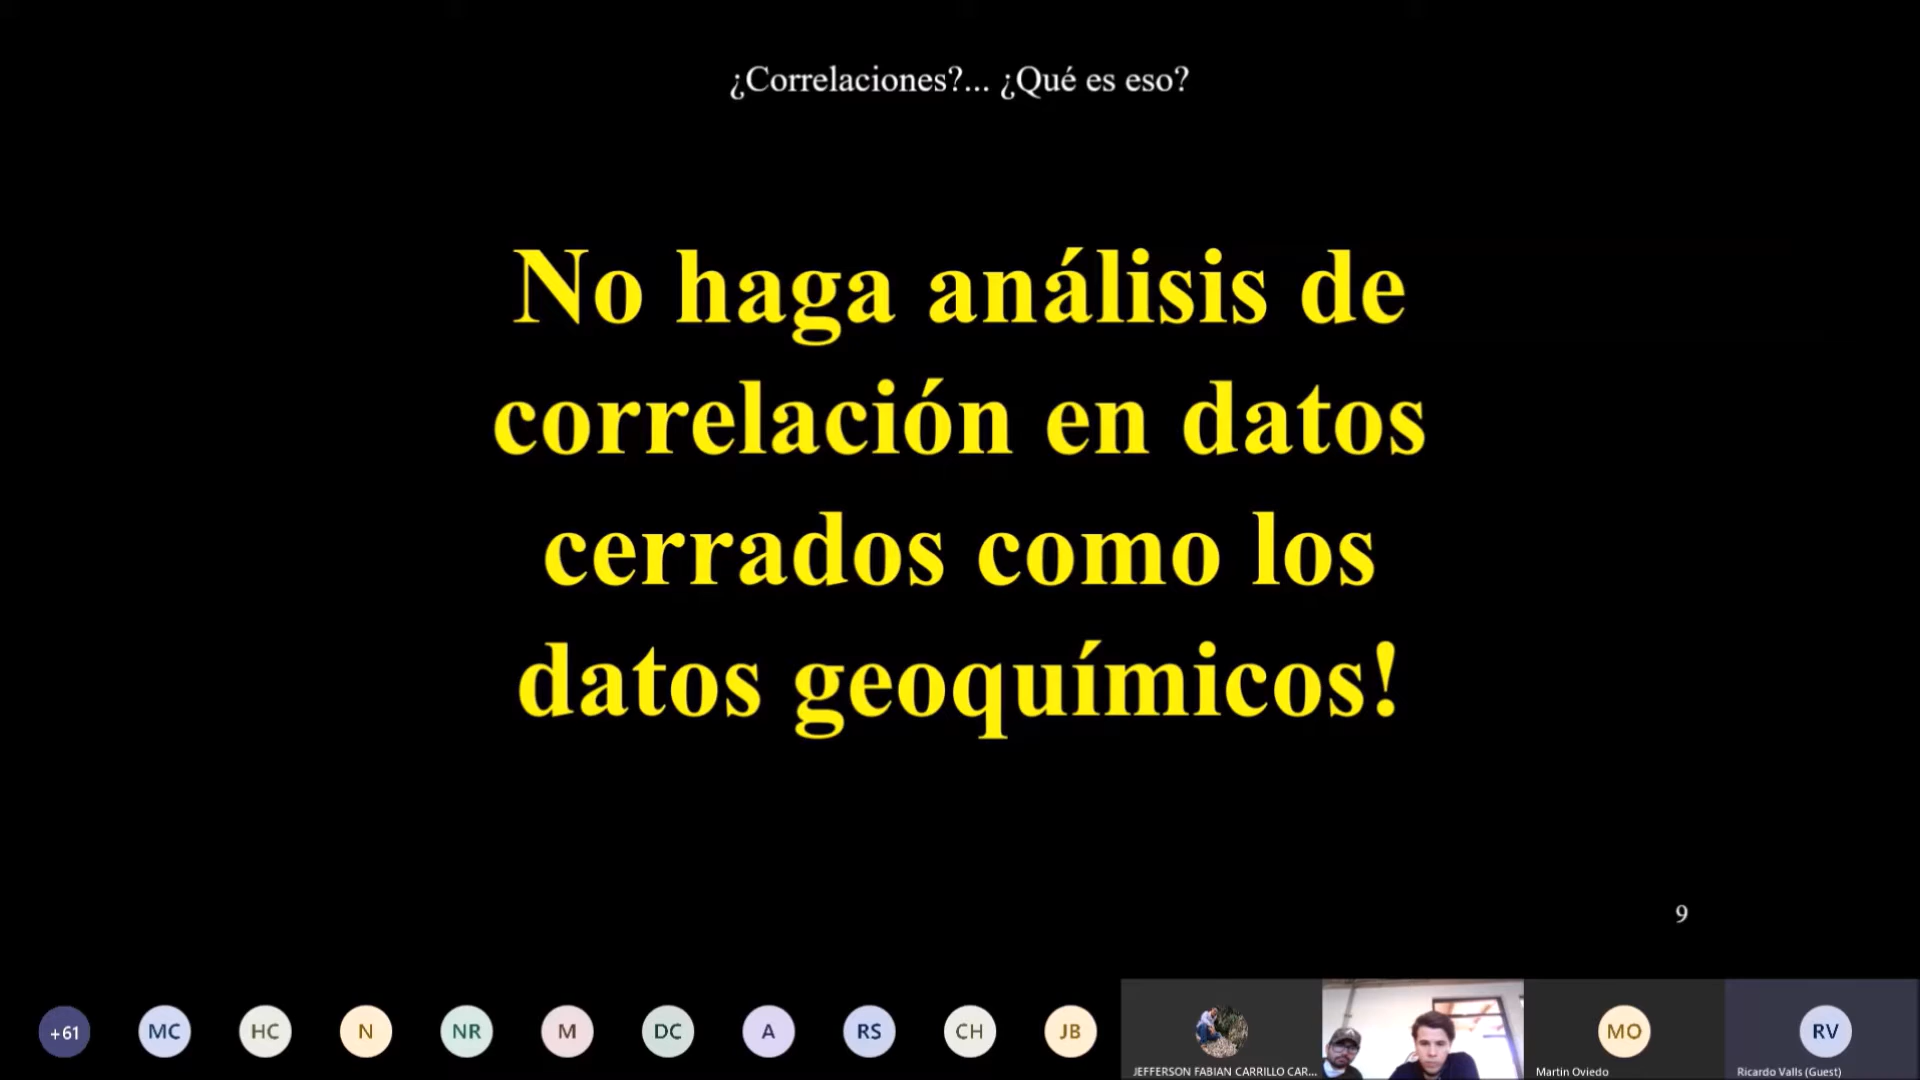 ¿Correlaciones?... ¿Qué es eso?
No haga análisis de
correlación en datos
cerrados como los
datos geoquímicos!
9
+61 MC HC N NR M DC A RS CH JB MO RV
JEFFERSON FABIAN CARRILLO CAR... Martin Oviedo Ricardo Valls (Guest)